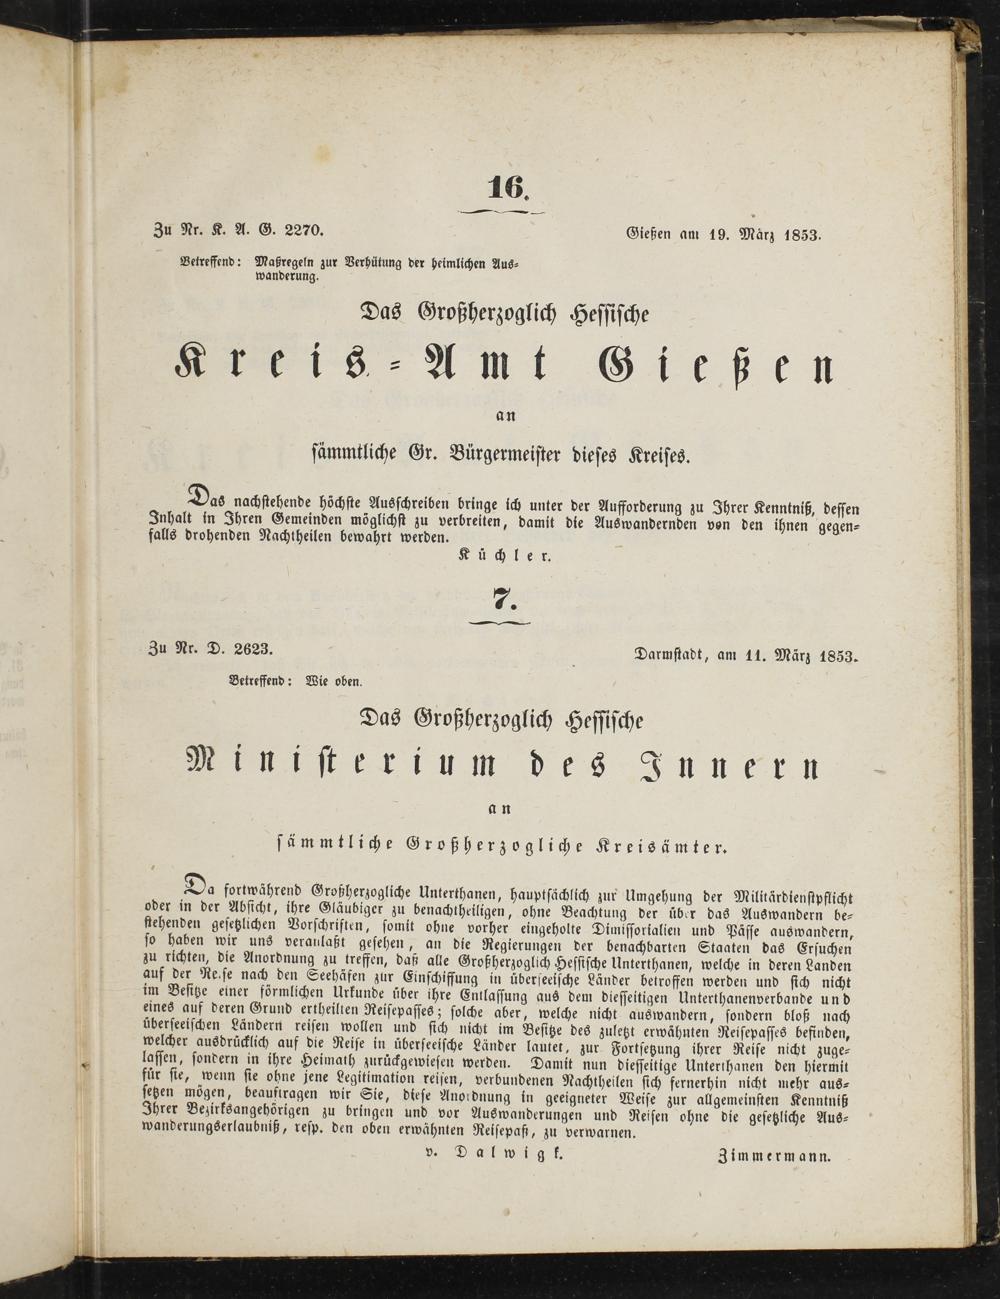 16.
Zu Nr. K. A. G. 2270.
Gießen am 19. März 1853.
Betreffend: Maßregeln zur Verhütung der heimlichen Aus-
wanderung.
Das Großherzoglich Hessische
Kreis-Amt Gießen
an
sämmtliche Gr. Bürgermeister dieses Kreises.
Das nachstehende höchste Ausschreiben bringe ich unter der Aufforderung zu Ihrer Kenntniß, dessen
Inhalt in Ihren Gemeinden möglichst zu verbreiten, damit die Auswandernden von den ihnen gegen-
falls drohenden Nachtheilen bewahrt werden.
Küchler.
7.
Zu Nr. D. 2623.
Darmstadt, am 11. März 1853.
Betreffend: Wie oben.
Das Großherzoglich Hessische
Ministerium des Innern
an
sämmtliche Großherzogliche Kreisämter.
Da fortwährend Großherzogliche Unterthanen, hauptsächlich zur Umgehung der Militärdienstpflicht
oder in der Absicht, ihre Gläubiger zu benachtheiligen, ohne Beachtung der über das Auswandern be-
stehenden gesetzlichen Vorschriften, somit ohne vorher eingeholte Dimissorialien und Pässe auswandern,
so haben wir uns veranlaßt gesehen, an die Regierungen der benachbarten Staaten das Ersuchen
zu richten, die Anordnung zu treffen, daß alle Großherzoglich Hessische Unterthanen, welche in deren Landen
auf der Reise nach den Seehäfen zur Einschiffung in überseeische Länder betroffen werden und sich nicht
im Besitze einer förmlichen Urkunde über ihre Entlassung aus dem diesseitigen Unterthanenverbande und
eines auf deren Grund ertheilten Reisepasses; solche aber, welche nicht auswandern, sondern bloß nach
überseeischen Ländern reisen wollen und sich nicht im Besitze des zuletzt erwähnten Reisepasses befinden,
welcher ausdrücklich auf die Reise in überseeische Länder lautet, zur Fortsetzung ihrer Reise nicht zuge-
lassen, sondern in ihre Heimath zurückgewiesen werden. Damit nun diesseitige Unterthanen den hiermit
für sie, wenn sie ohne jene Legitimation reisen, verbundenen Nachtheilen sich fernerhin nicht mehr aus-
setzen mögen, beauftragen wir Sie, diese Anordnung in geeigneter Weise zur allgemeinsten Kenntniß
Ihrer Bezirksangehörigen zu bringen und vor Auswanderungen und Reisen ohne die gesetzliche Aus-
wanderungserlaubniß, resp. den oben erwähnten Reisepaß, zu verwarnen.
v. Dalwigk.
Zimmermann.